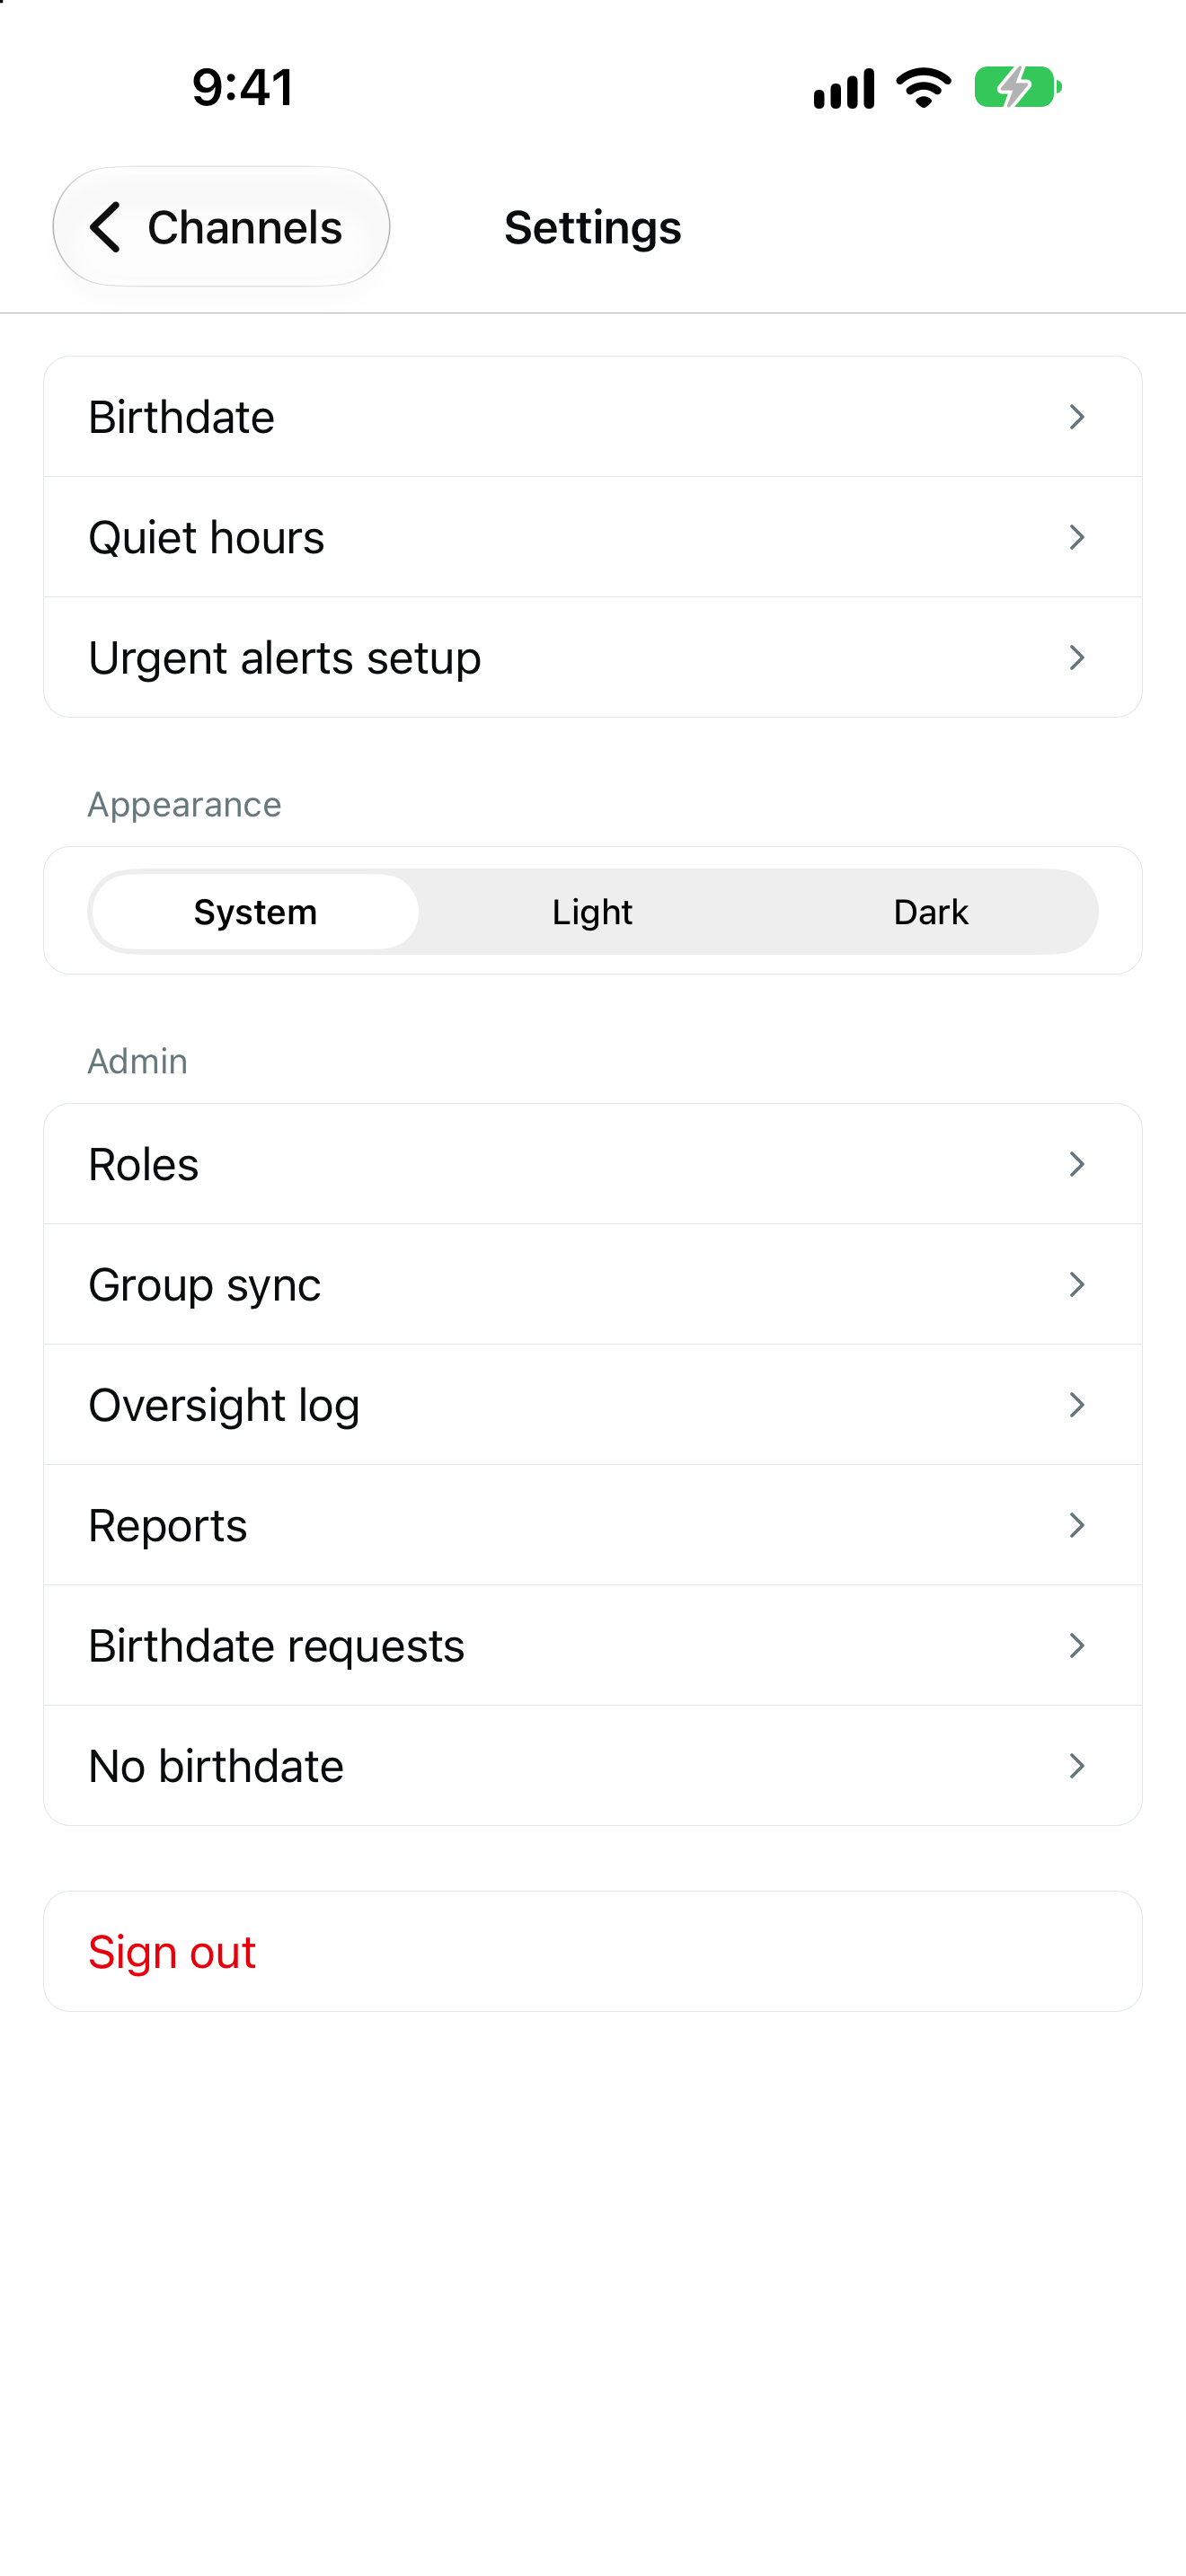 9:41
Channels
Settings
Birthdate
Quiet hours
Urgent alerts setup
Appearance
System
Light
Dark
Admin
Roles
Group sync
Oversight log
Reports
Birthdate requests
No birthdate
Sign out